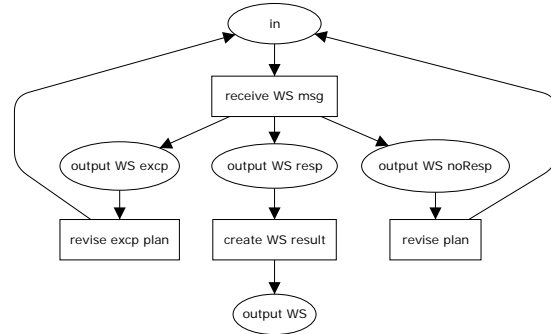 in
receive WS msg
output WS excp
output WS resp
output WS noResp
revise excp plan
create WS result
revise plan
output WS